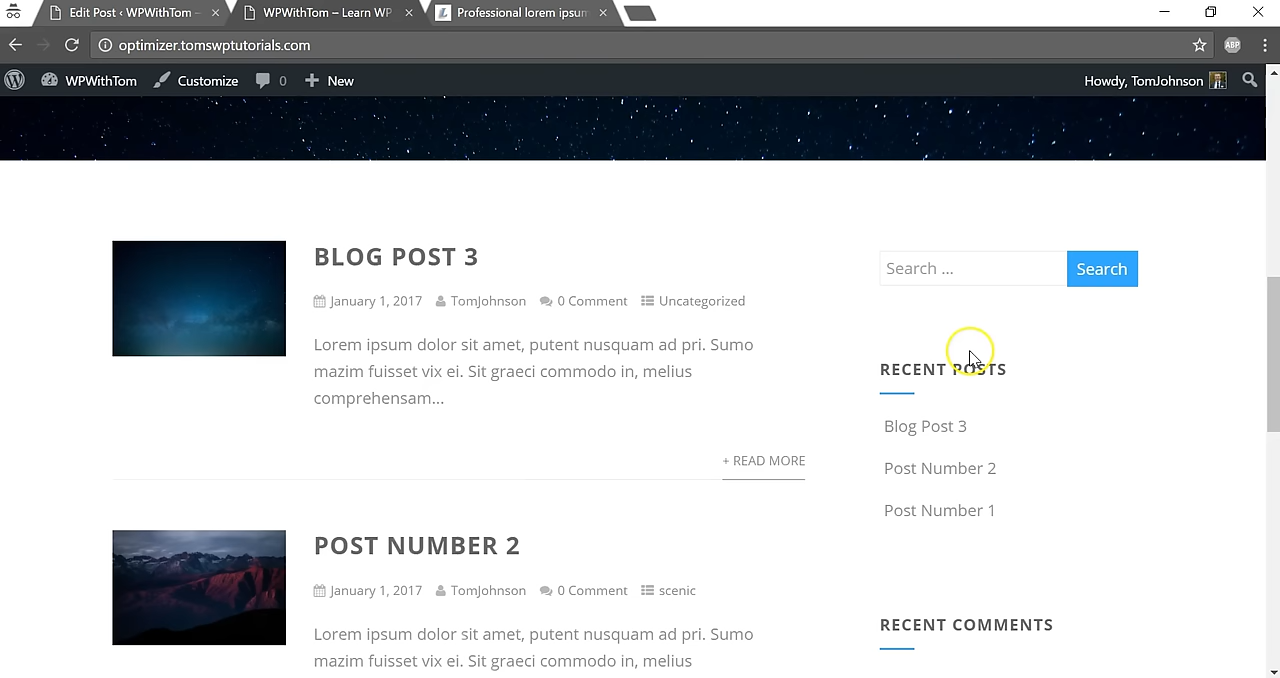 Edit Post ‹ WPWithTom –
WPWithTom – Learn WP
Professional lorem ipsum
optimizer.tomswptutorials.com
ABP
WPWithTom
Customize
0
New
Howdy, TomJohnson
BLOG POST 3
January 1, 2017 TomJohnson 0 Comment Uncategorized
Lorem ipsum dolor sit amet, putent nusquam ad pri. Sumo
mazim fuisset vix ei. Sit graeci commodo in, melius
comprehensam...
+ READ MORE
POST NUMBER 2
January 1, 2017 TomJohnson 0 Comment scenic
Lorem ipsum dolor sit amet, putent nusquam ad pri. Sumo
mazim fuisset vix ei. Sit graeci commodo in, melius
Search ...
Search
RECENT POSTS
Blog Post 3
Post Number 2
Post Number 1
RECENT COMMENTS